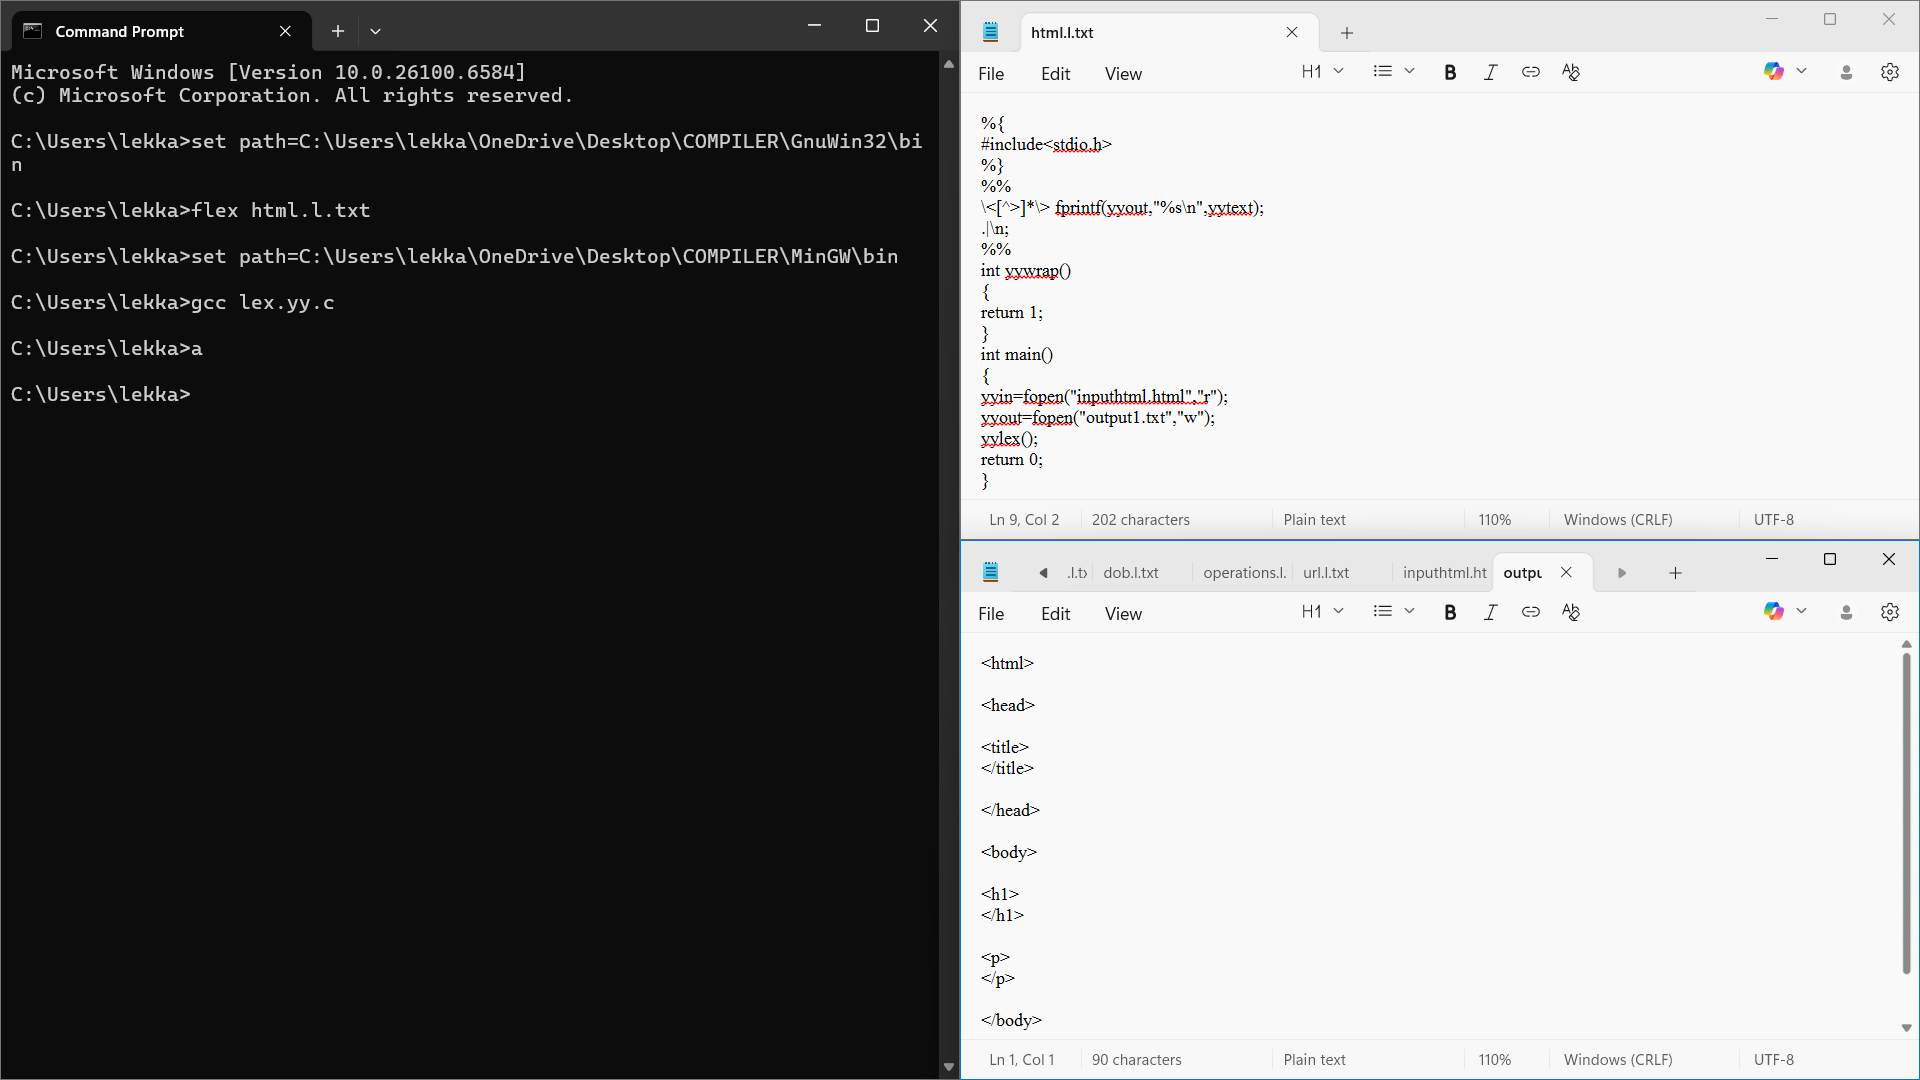 Command Prompt
Microsoft Windows [Version 10.0.26100.6584]
(c) Microsoft Corporation. All rights reserved.
C:\Users\lekka>set path=C:\Users\lekka\OneDrive\Desktop\COMPILER\GnuWin32\bi
n
C:\Users\lekka>flex html.l.txt
C:\Users\lekka>set path=C:\Users\lekka\OneDrive\Desktop\COMPILER\MinGW\bin
C:\Users\lekka>gcc lex.yy.c
C:\Users\lekka>a
C:\Users\lekka>
html.l.txt
File Edit View H1 B I
%{
#include<stdio.h>
%}
%%
\<[^>]*\> fprintf(yyout,"%s\n",yytext);
.|\n;
%%
int yywrap()
{
return 1;
}
int main()
{
yyin=fopen("inputhtml.html","r");
yyout=fopen("output1.txt","w");
yylex();
return 0;
}
Ln 9, Col 2 202 characters Plain text 110% Windows (CRLF) UTF-8
.l.tx dob.l.txt operations.l. url.l.txt inputhtml.ht outpu
File Edit View H1 B I
<html>
<head>
<title>
</title>
</head>
<body>
<h1>
</h1>
<p>
</p>
</body>
Ln 1, Col 1 90 characters Plain text 110% Windows (CRLF) UTF-8